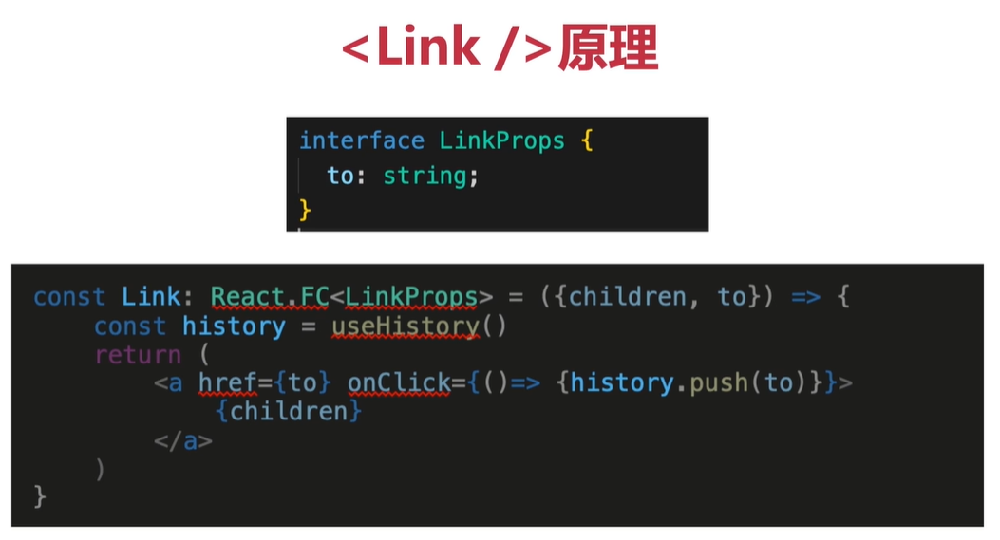 <Link />原理
interface LinkProps {
  to: string;
}
const Link: React.FC<LinkProps> = ({children, to}) => {
    const history = useHistory()
    return (
        <a href={to} onClick={()=> {history.push(to)}}>
            {children}
        </a>
    )
}